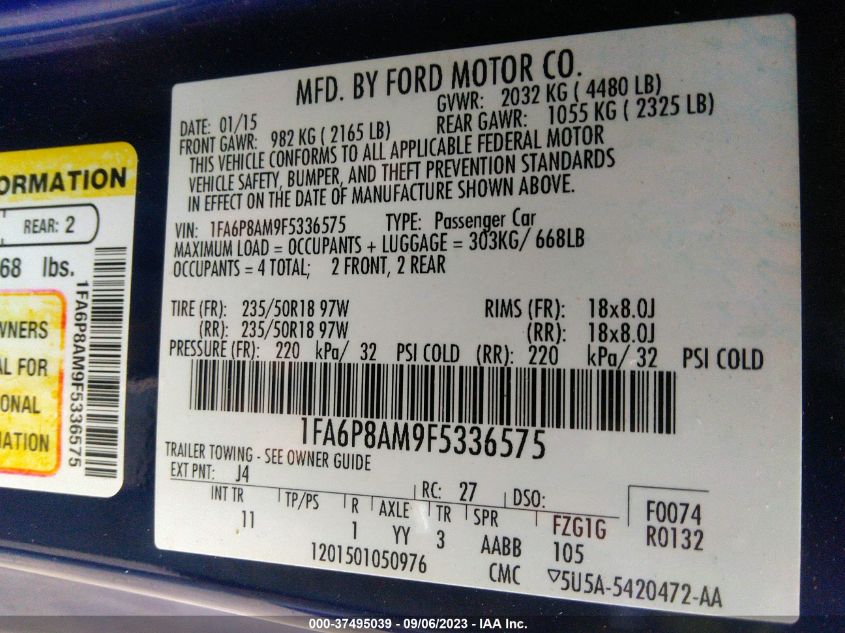 MFD. BY FORD MOTOR CO.
DATE: 01/15 GVWR: 2032 KG ( 4480 LB)
FRONT GAWR: 982 KG ( 2165 LB) REAR GAWR: 1055 KG ( 2325 LB)
THIS VEHICLE CONFORMS TO ALL APPLICABLE FEDERAL MOTOR
VEHICLE SAFETY, BUMPER, AND THEFT PREVENTION STANDARDS
IN EFFECT ON THE DATE OF MANUFACTURE SHOWN ABOVE.
VIN: 1FA6P8AM9F5336575 TYPE: Passenger Car
MAXIMUM LOAD = OCCUPANTS + LUGGAGE = 303KG/ 668LB
OCCUPANTS = 4 TOTAL; 2 FRONT, 2 REAR
TIRE (FR): 235/50R18 97W RIMS (FR): 18x8.0J
(RR): 235/50R18 97W (RR): 18x8.0J
PRESSURE (FR): 220 kPa/ 32 PSI COLD (RR): 220 kPa/ 32 PSI COLD
1FA6P8AM9F5336575
TRAILER TOWING - SEE OWNER GUIDE
EXT PNT: J4 RC: 27 DSO:
INT TR TP/PS R AXLE TR SPR FZG1G F0074
11 1 YY 3 AABB 105 R0132
1201501050976 CMC ▽5U5A-5420472-AA
ORMATION
REAR: 2
68 lbs.
1FA6P8AM9F5336575
WNERS
AL FOR
ONAL
MATION
000-37495039 - 09/06/2023 - IAA Inc.